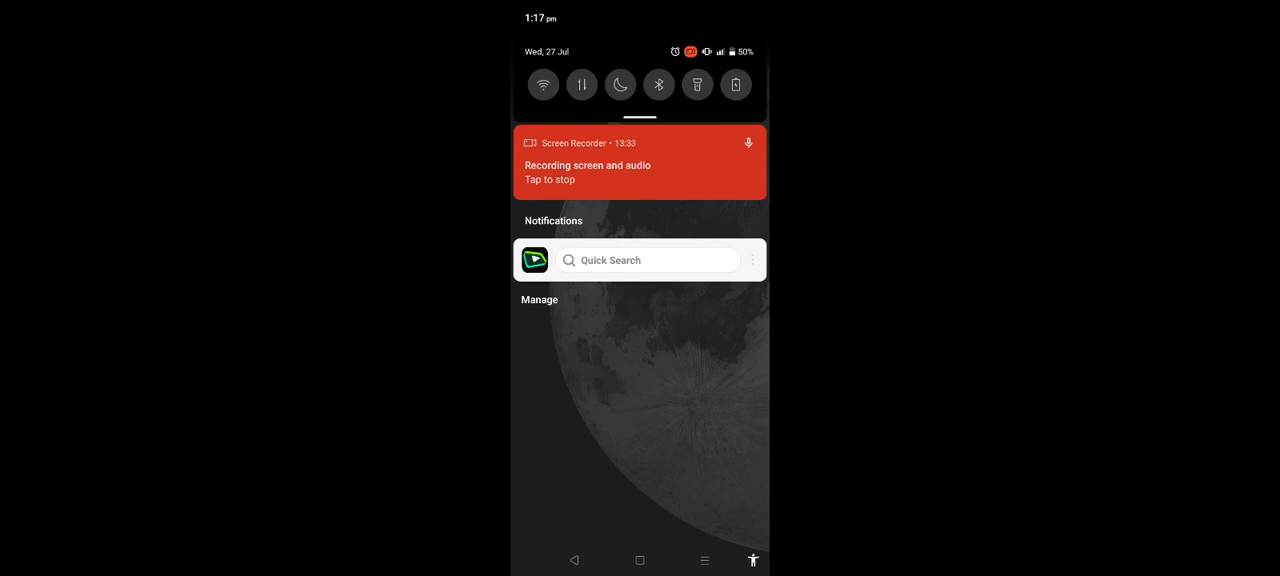 1:17 pm
Wed, 27 Jul
50%
Screen Recorder • 13:33
Recording screen and audio
Tap to stop
Notifications
Quick Search
Manage